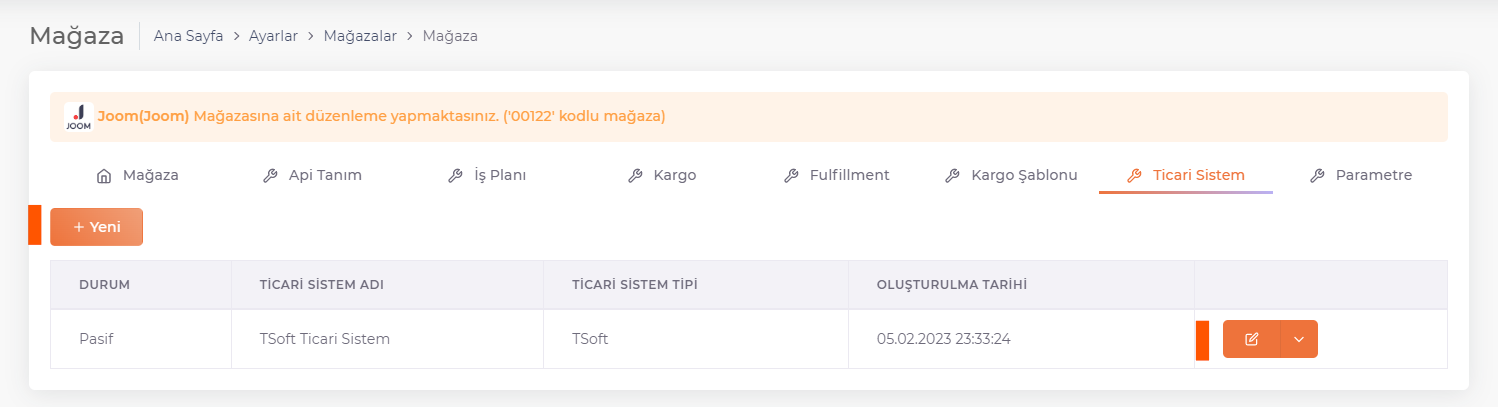 Mağaza
Ana Sayfa > Ayarlar > Mağazalar > Mağaza
JOOM
Joom(Joom) Mağazasına ait düzenleme yapmaktasınız. ('00122' kodlu mağaza)
Mağaza Api Tanım İş Planı Kargo Fulfillment Kargo Şablonu Ticari Sistem Parametre
+ Yeni
DURUM TİCARİ SİSTEM ADI TİCARİ SİSTEM TİPİ OLUŞTURULMA TARİHİ
Pasif TSoft Ticari Sistem TSoft 05.02.2023 23:33:24